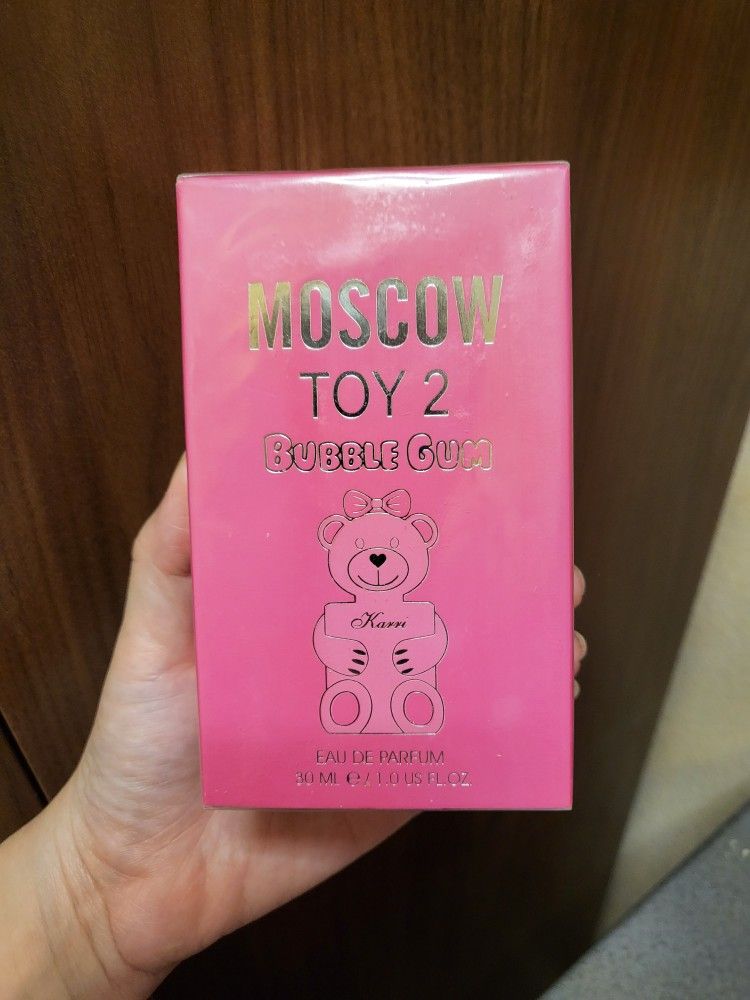 MOSCOW
TOY 2
BUBBLE GUM
Karri
EAU DE PARFUM
30 ML ℮ / 1.0 US FL.OZ.